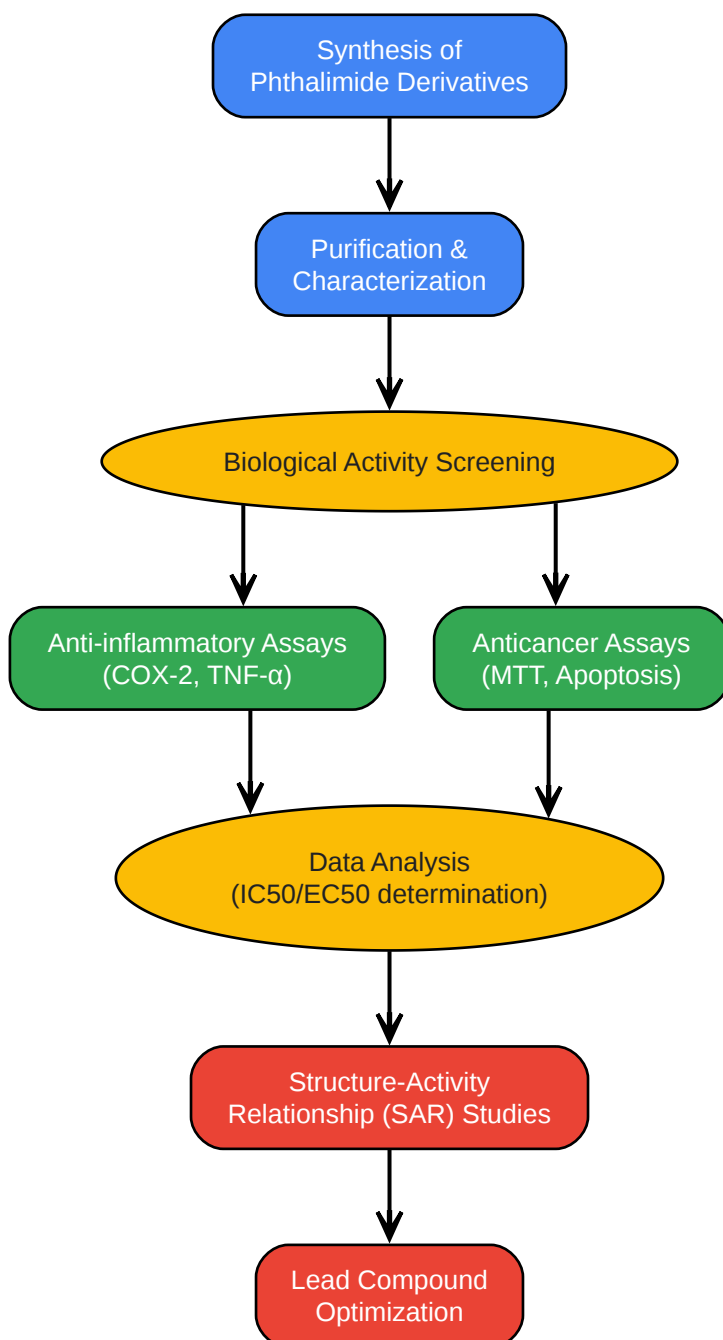 Synthesis of
Phthalimide Derivatives
Purification &
Characterization
Biological Activity Screening
Anti-inflammatory Assays
(COX-2, TNF-α)
Anticancer Assays
(MTT, Apoptosis)
Data Analysis
(IC50/EC50 determination)
Structure-Activity
Relationship (SAR) Studies
Lead Compound
Optimization